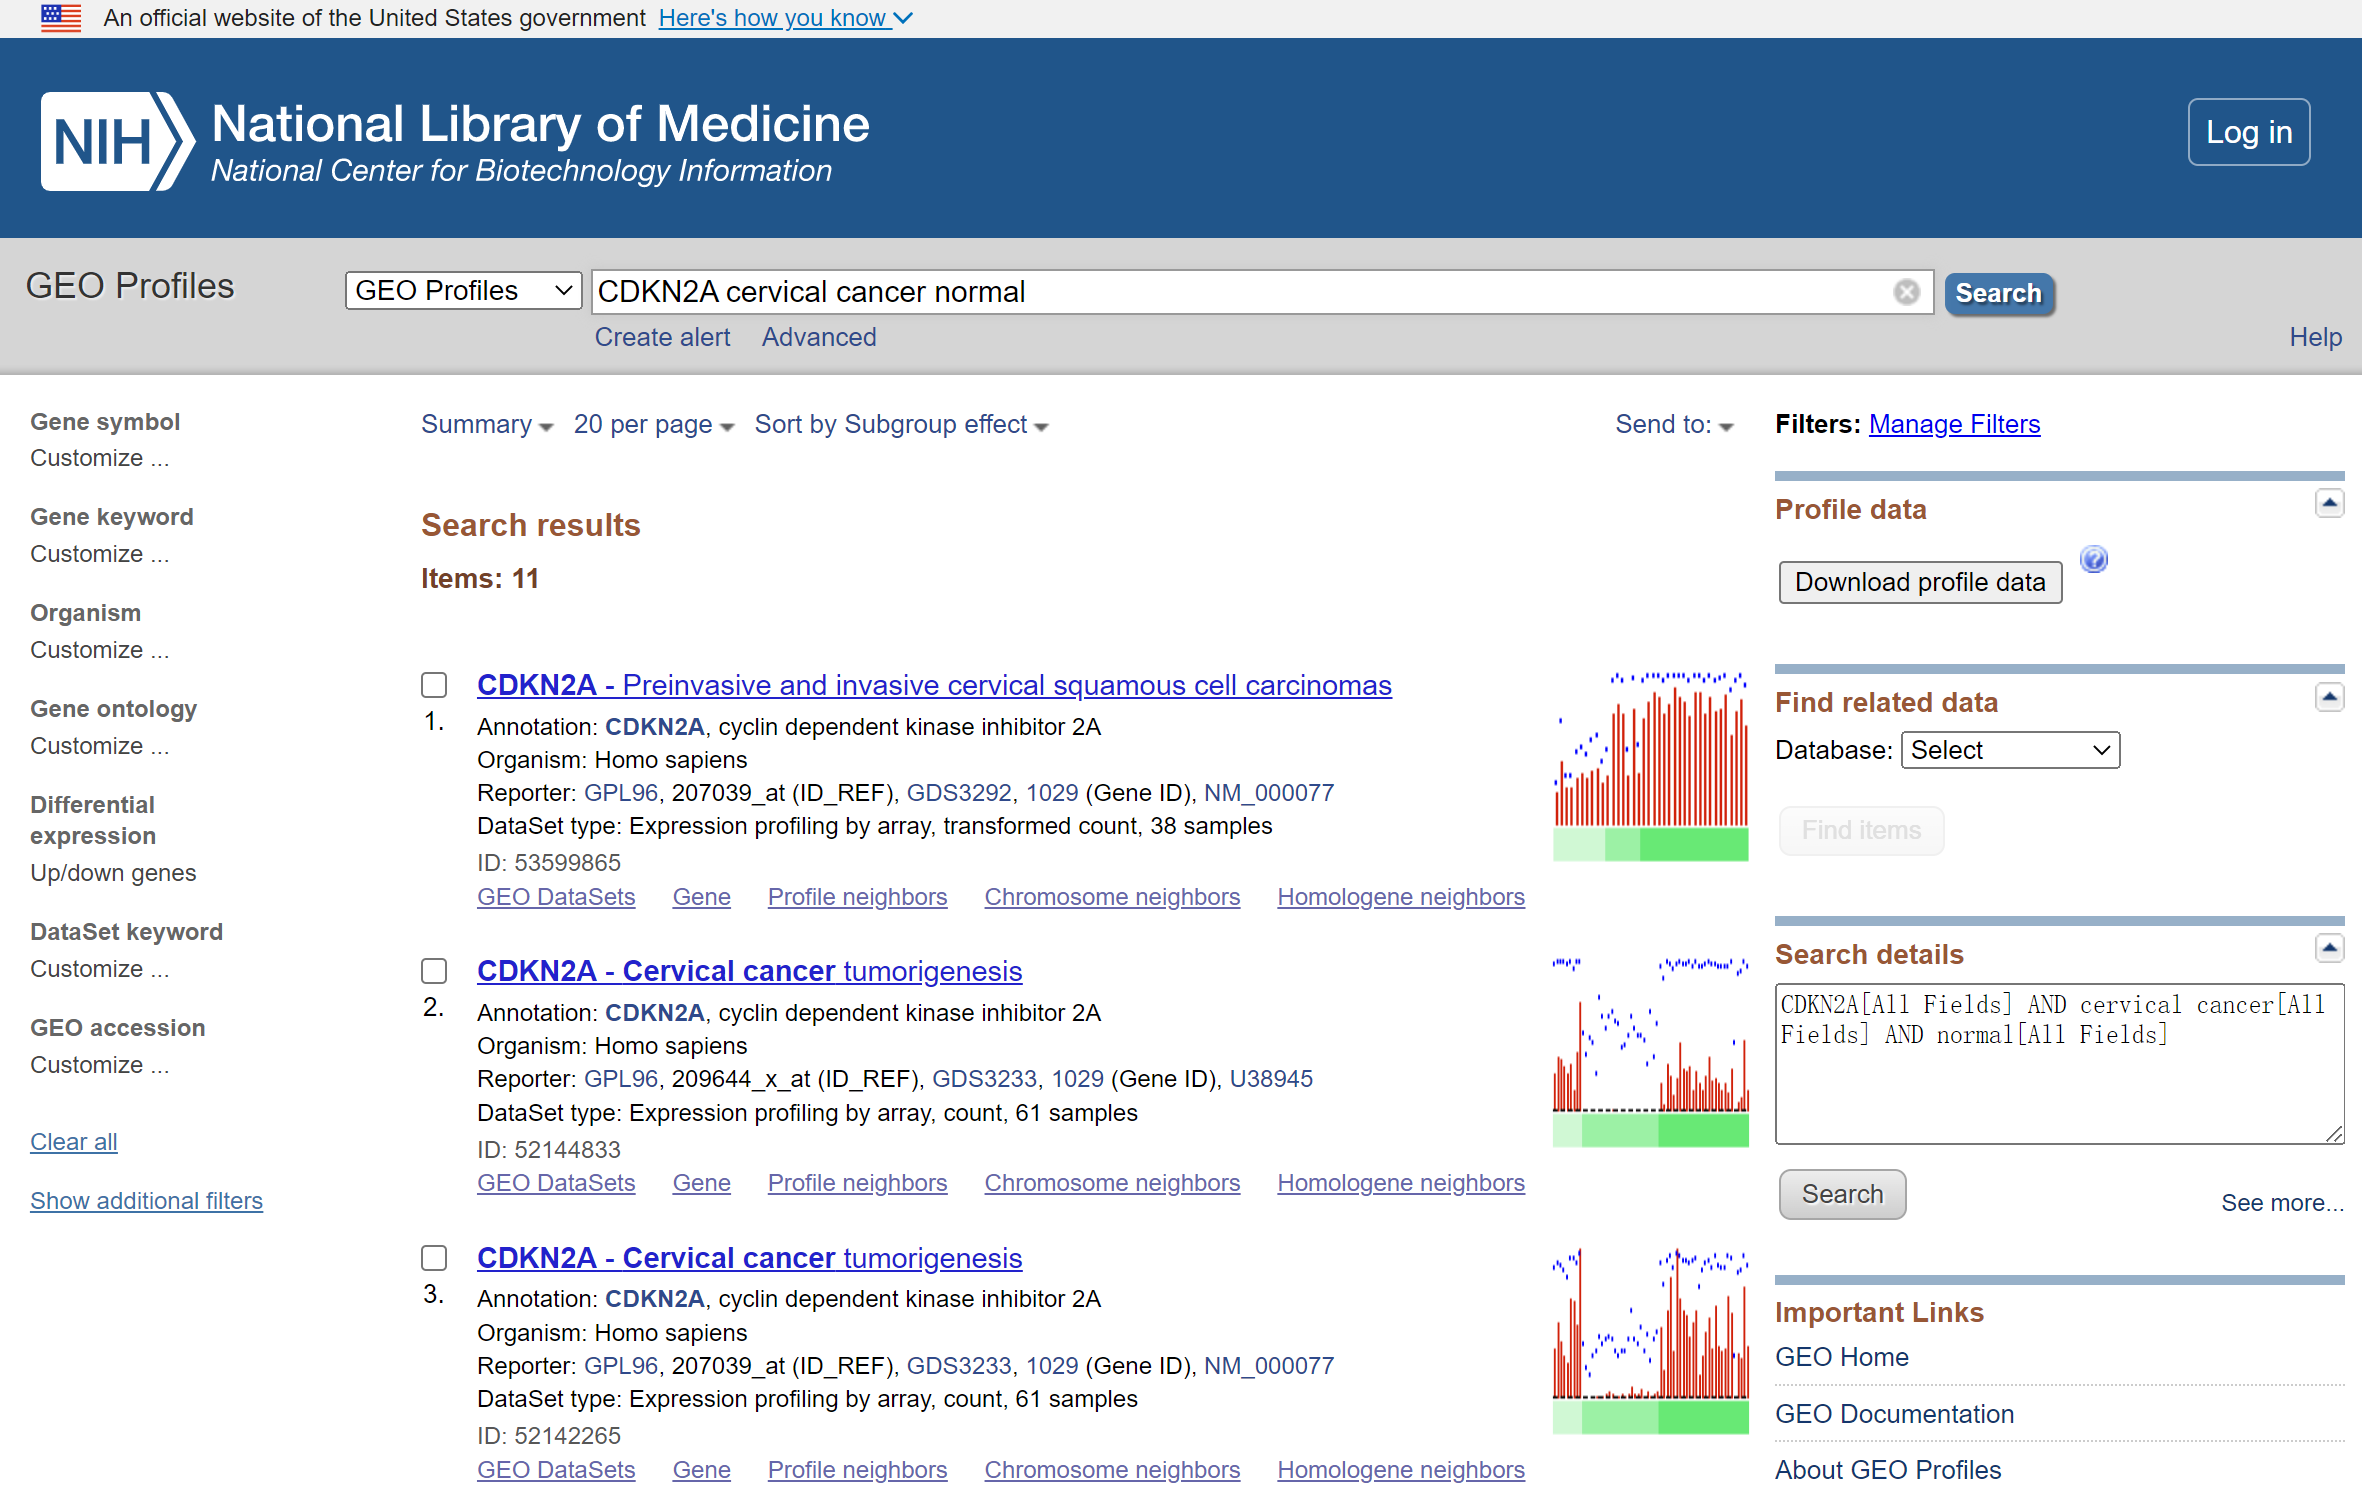 An official website of the United States government Here's how you know
NIH National Library of Medicine
National Center for Biotechnology Information
Log in
GEO Profiles
GEO Profiles
CDKN2A cervical cancer normal
Search
Create alert Advanced
Help
Gene symbol
Customize ...
Gene keyword
Customize ...
Organism
Customize ...
Gene ontology
Customize ...
Differential
expression
Up/down genes
DataSet keyword
Customize ...
GEO accession
Customize ...
Clear all
Show additional filters
Summary 20 per page Sort by Subgroup effect Send to:
Search results
Items: 11
CDKN2A - Preinvasive and invasive cervical squamous cell carcinomas
1.
Annotation: CDKN2A, cyclin dependent kinase inhibitor 2A
Organism: Homo sapiens
Reporter: GPL96, 207039_at (ID_REF), GDS3292, 1029 (Gene ID), NM_000077
DataSet type: Expression profiling by array, transformed count, 38 samples
ID: 53599865
GEO DataSets Gene Profile neighbors Chromosome neighbors Homologene neighbors
CDKN2A - Cervical cancer tumorigenesis
2.
Annotation: CDKN2A, cyclin dependent kinase inhibitor 2A
Organism: Homo sapiens
Reporter: GPL96, 209644_x_at (ID_REF), GDS3233, 1029 (Gene ID), U38945
DataSet type: Expression profiling by array, count, 61 samples
ID: 52144833
GEO DataSets Gene Profile neighbors Chromosome neighbors Homologene neighbors
CDKN2A - Cervical cancer tumorigenesis
3.
Annotation: CDKN2A, cyclin dependent kinase inhibitor 2A
Organism: Homo sapiens
Reporter: GPL96, 207039_at (ID_REF), GDS3233, 1029 (Gene ID), NM_000077
DataSet type: Expression profiling by array, count, 61 samples
ID: 52142265
GEO DataSets Gene Profile neighbors Chromosome neighbors Homologene neighbors
Filters: Manage Filters
Profile data
Download profile data
?
Find related data
Database: Select
Find items
Search details
CDKN2A[All Fields] AND cervical cancer[All
Fields] AND normal[All Fields]
Search
See more...
Important Links
GEO Home
GEO Documentation
About GEO Profiles